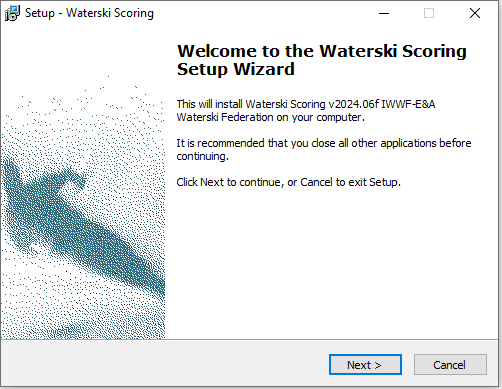 Setup - Waterski Scoring
Welcome to the Waterski Scoring
Setup Wizard
This will install Waterski Scoring v2024.06f IWWF-E&A
Waterski Federation on your computer.
It is recommended that you close all other applications before
continuing.
Click Next to continue, or Cancel to exit Setup.
Next >
Cancel